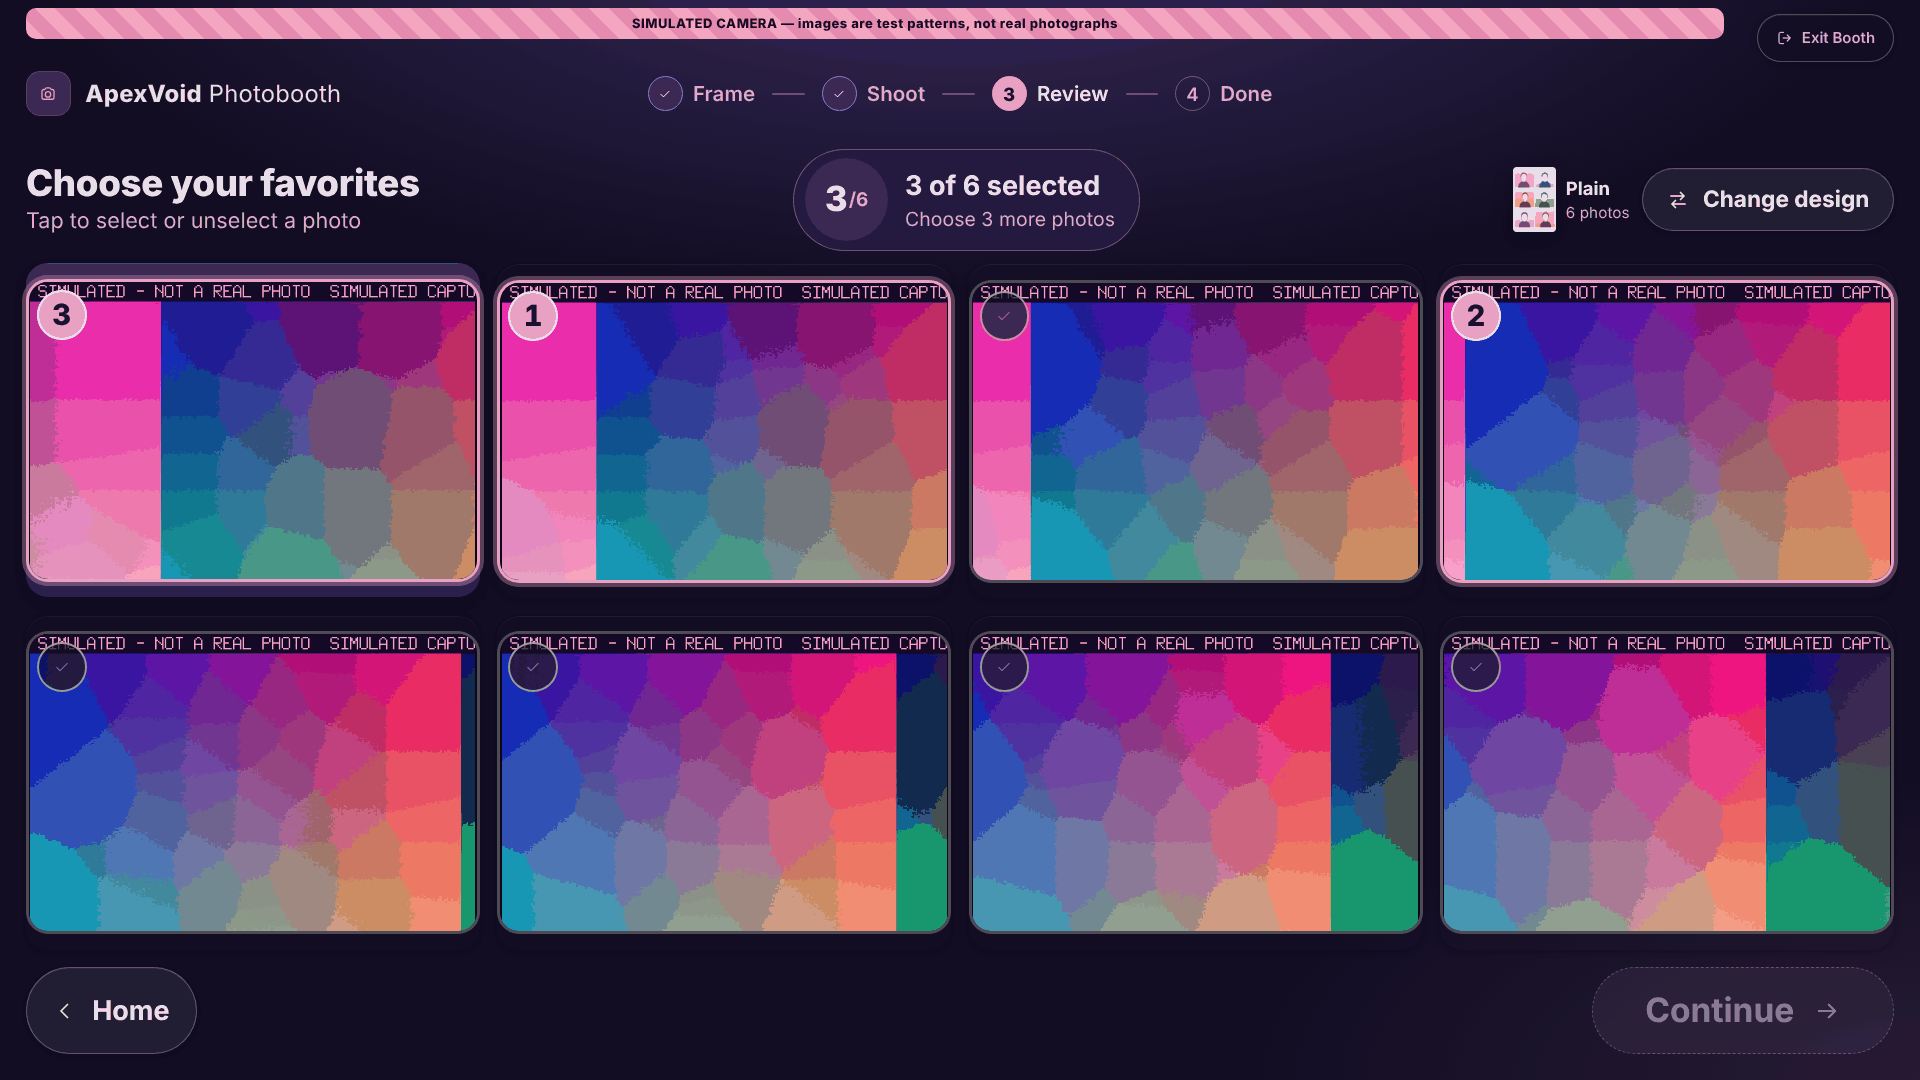 SIMULATED CAMERA — images are test patterns, not real photographs
Exit Booth
ApexVoid Photobooth
Frame
Shoot
3 Review
4 Done
Choose your favorites
Tap to select or unselect a photo
3/6
3 of 6 selected
Choose 3 more photos
Plain
6 photos
Change design
SIMULATED - NOT A REAL PHOTO SIMULATED CAPTU
3
SIMULATED - NOT A REAL PHOTO SIMULATED CAPTU
1
SIMULATED - NOT A REAL PHOTO SIMULATED CAPTU
SIMULATED - NOT A REAL PHOTO SIMULATED CAPTU
2
SIMULATED - NOT A REAL PHOTO SIMULATED CAPTU
SIMULATED - NOT A REAL PHOTO SIMULATED CAPTU
SIMULATED - NOT A REAL PHOTO SIMULATED CAPTU
SIMULATED - NOT A REAL PHOTO SIMULATED CAPTU
Home
Continue